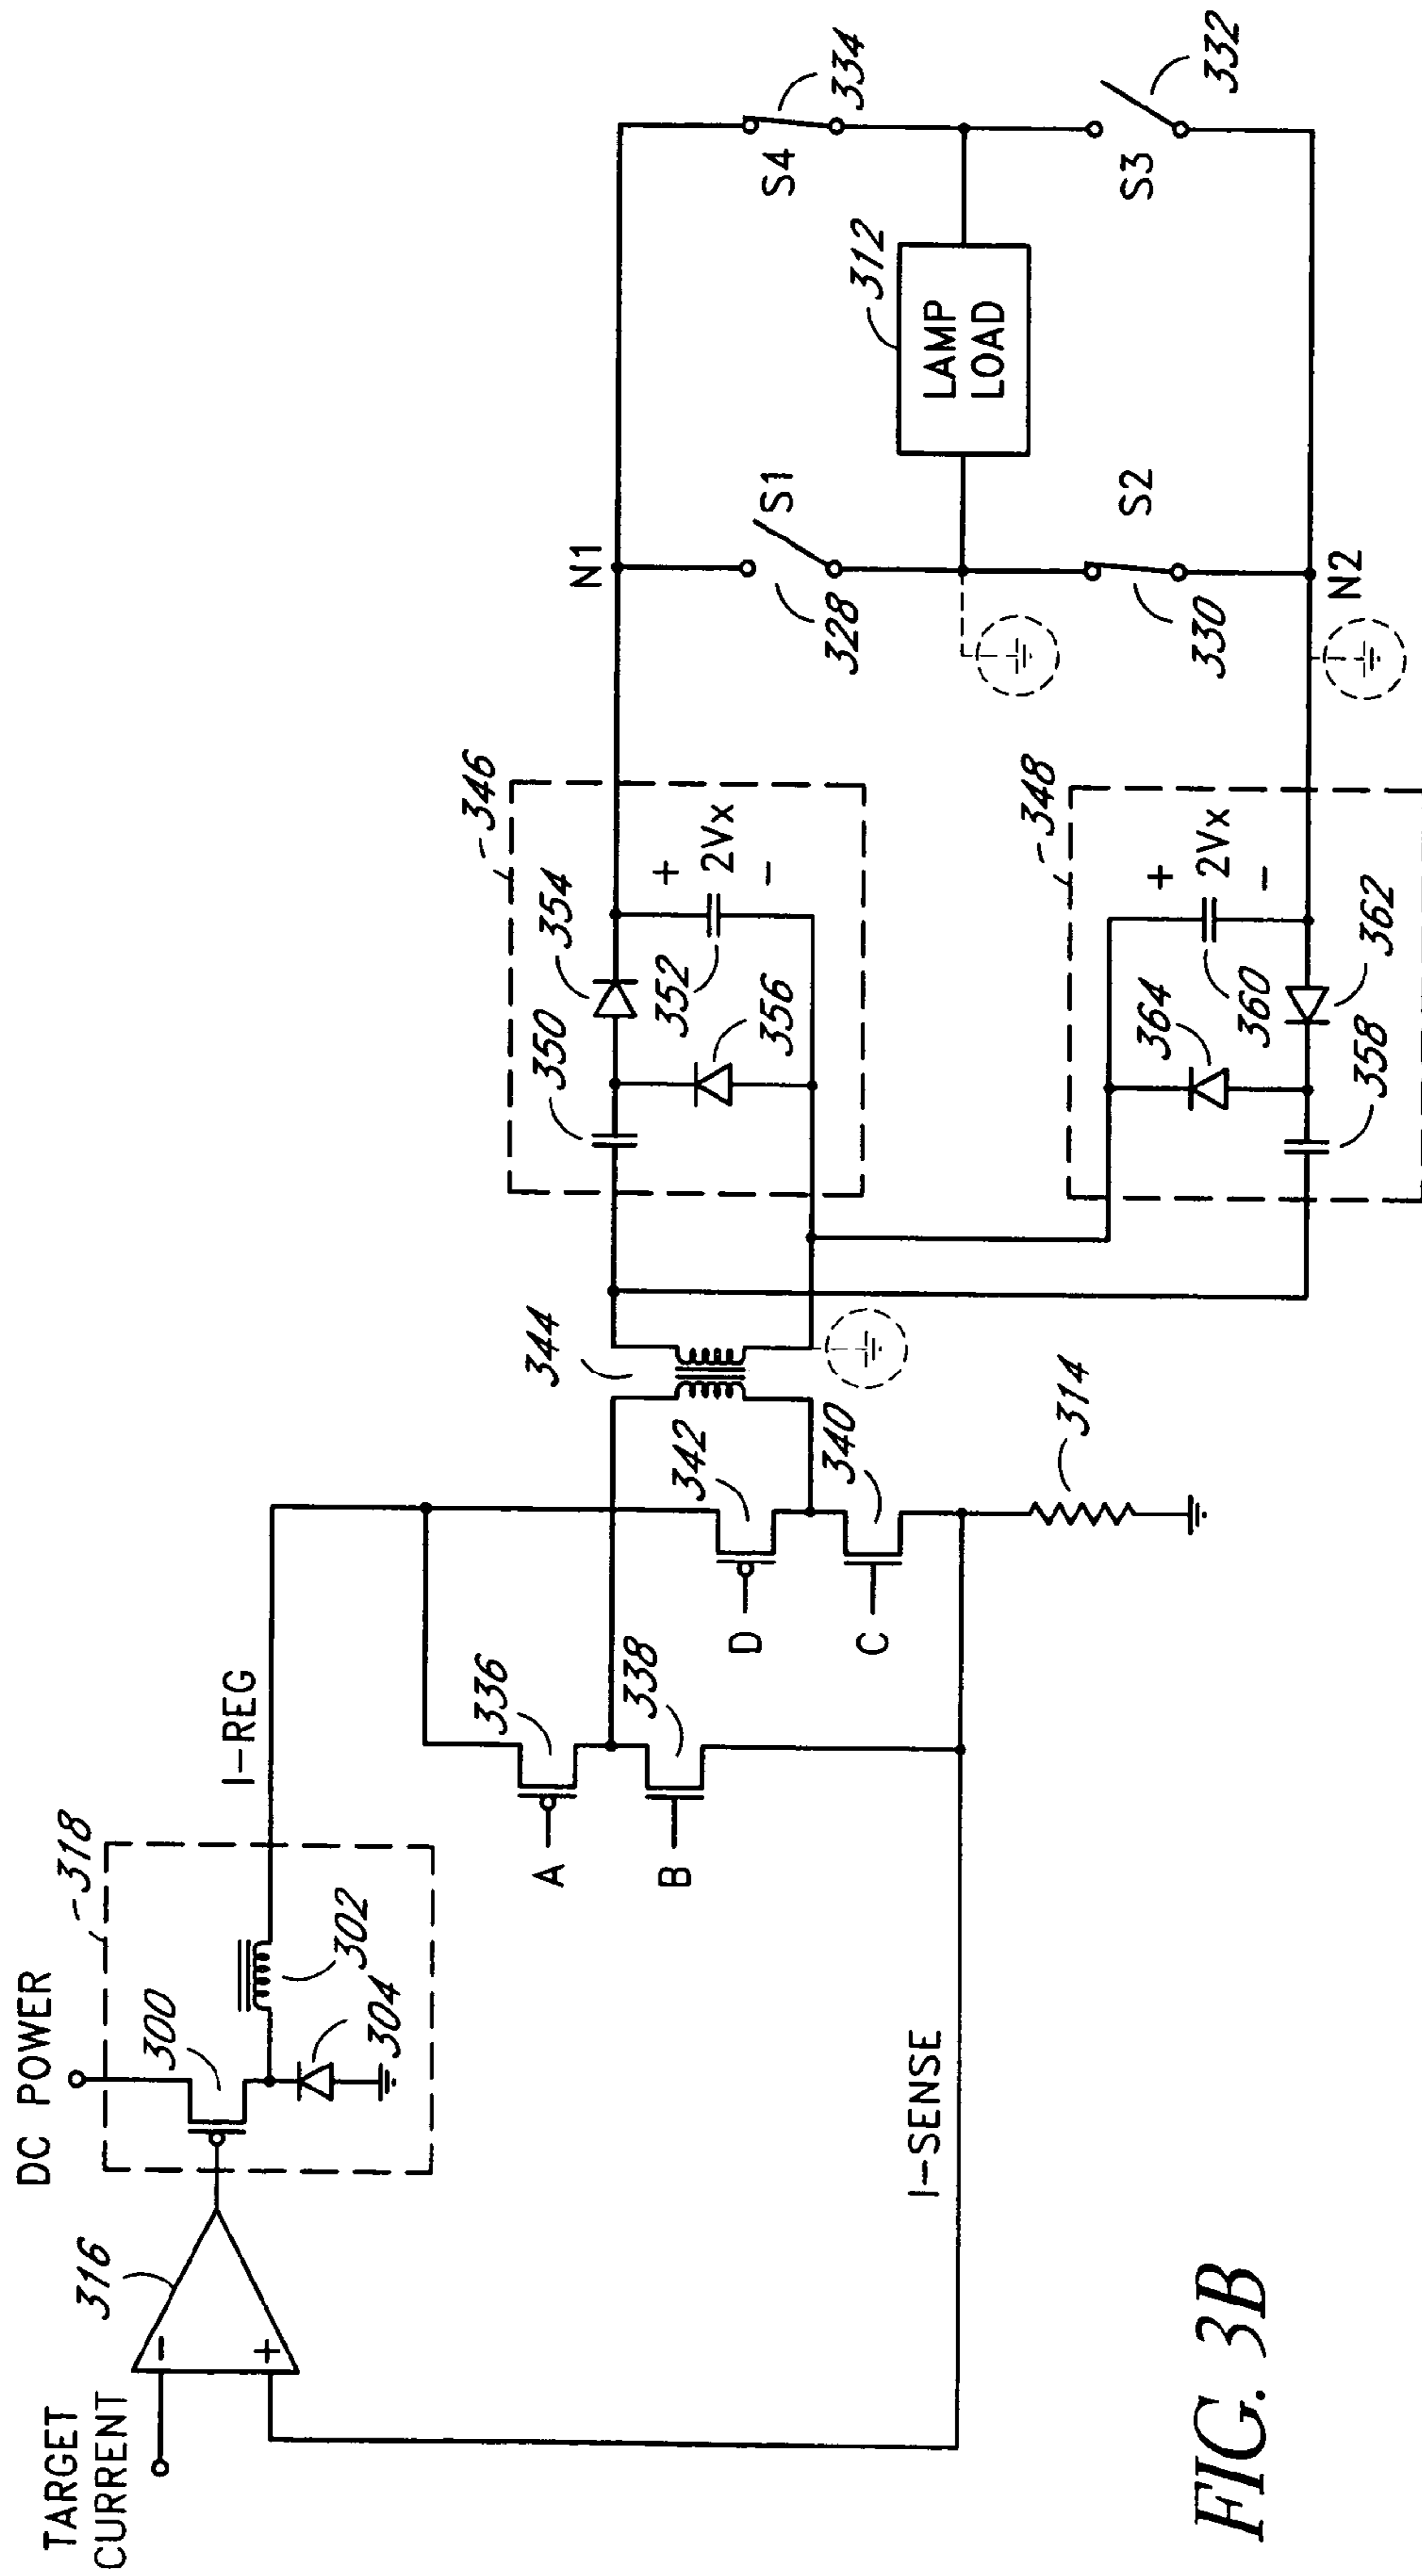 TARGET
CURRENT
316
−
+
DC POWER
318
300
302
304
I-REG
I-SENSE
A
336
B
338
D
342
C
340
314
344
346
350
354
352
356
+
2Vx
−
348
364
360
362
358
+
2Vx
−
N1
N2
S1
328
S2
330
S4
334
S3
332
312
LAMP
LOAD
FIG. 3B